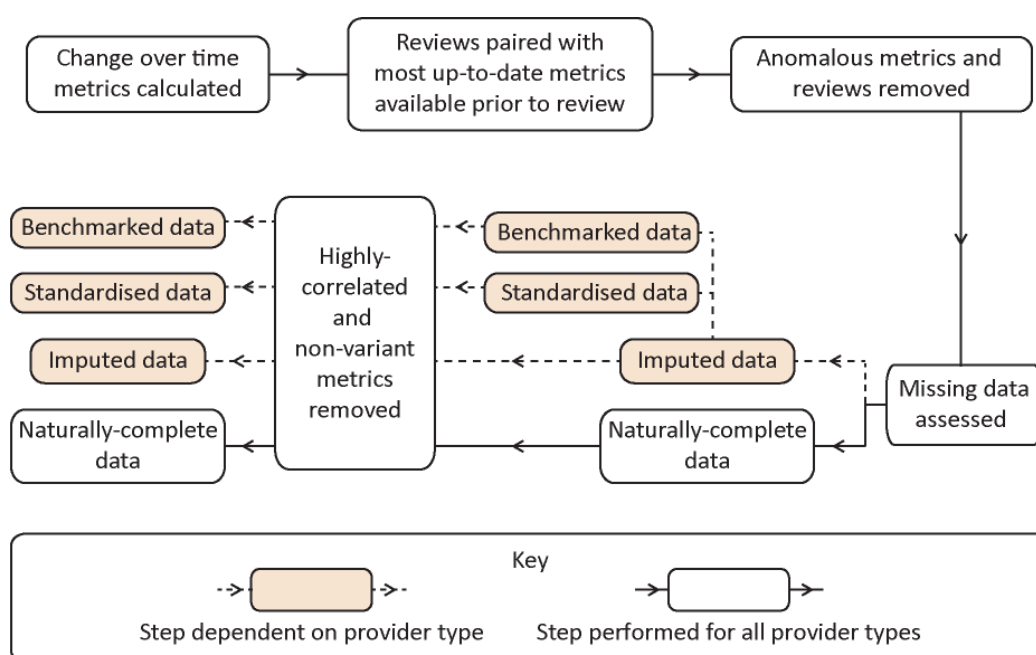 Change over time
metrics calculated
Reviews paired with
most up-to-date metrics
available prior to review
Anomalous metrics and
reviews removed
Missing data
assessed
Imputed data
Naturally-complete
data
Benchmarked data
Standardised data
Highly-
correlated
and
non-variant
metrics
removed
Benchmarked data
Standardised data
Imputed data
Naturally-complete
data
Key
Step dependent on provider type
Step performed for all provider types